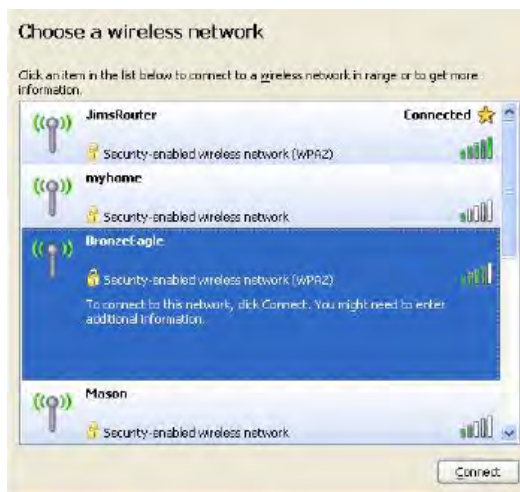 Choose a wireless network
Click an item in the list below to connect to a wireless network in range or to get more
information.
JimsRouter Connected
Security-enabled wireless network (WPA2)
myhome
Security-enabled wireless network
BronzeEagle
Security-enabled wireless network (WPA2)
To connect to this network, click Connect. You might need to enter
additional information.
Mason
Security-enabled wireless network
Connect